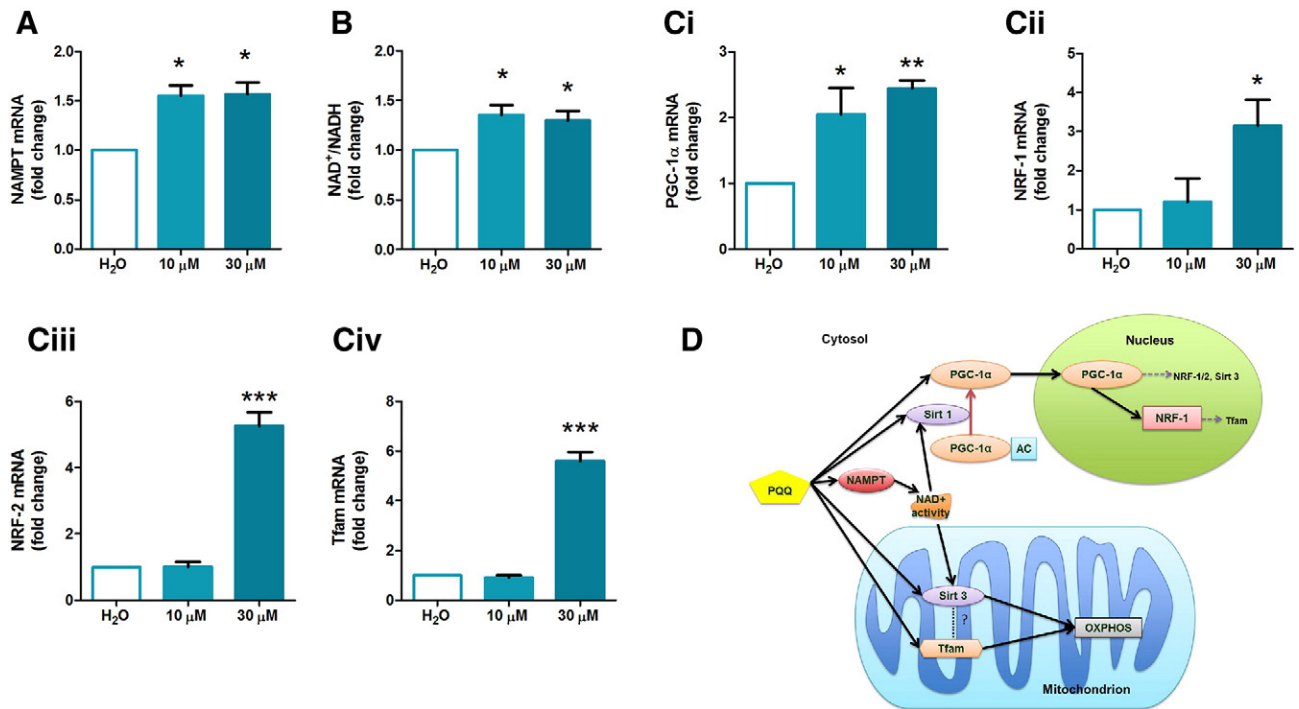 A
NAMPT mRNA
(fold change)
2.0
1.5
1.0
0.5
0.0
*
*
H₂O
10 μM
30 μM
B
NAD⁺/NADH
(fold change)
2.0
1.5
1.0
0.5
0.0
*
*
H₂O
10 μM
30 μM
Ci
PGC-1α mRNA
(fold change)
3
2
1
0
*
**
H₂O
10 μM
30 μM
Cii
NRF-1 mRNA
(fold change)
5
4
3
2
1
0
*
H₂O
10 μM
30 μM
Ciii
NRF-2 mRNA
(fold change)
6
4
2
0
***
H₂O
10 μM
30 μM
Civ
Tfam mRNA
(fold change)
8
6
4
2
0
***
H₂O
10 μM
30 μM
D
Cytosol
Nucleus
PGC-1α
PGC-1α
NRF-1/2, Sirt 3
Sirt 1
NRF-1
Tfam
PGC-1α
AC
PQQ
NAMPT
NAD+
activity
Sirt 3
?
OXPHOS
Tfam
Mitochondrion